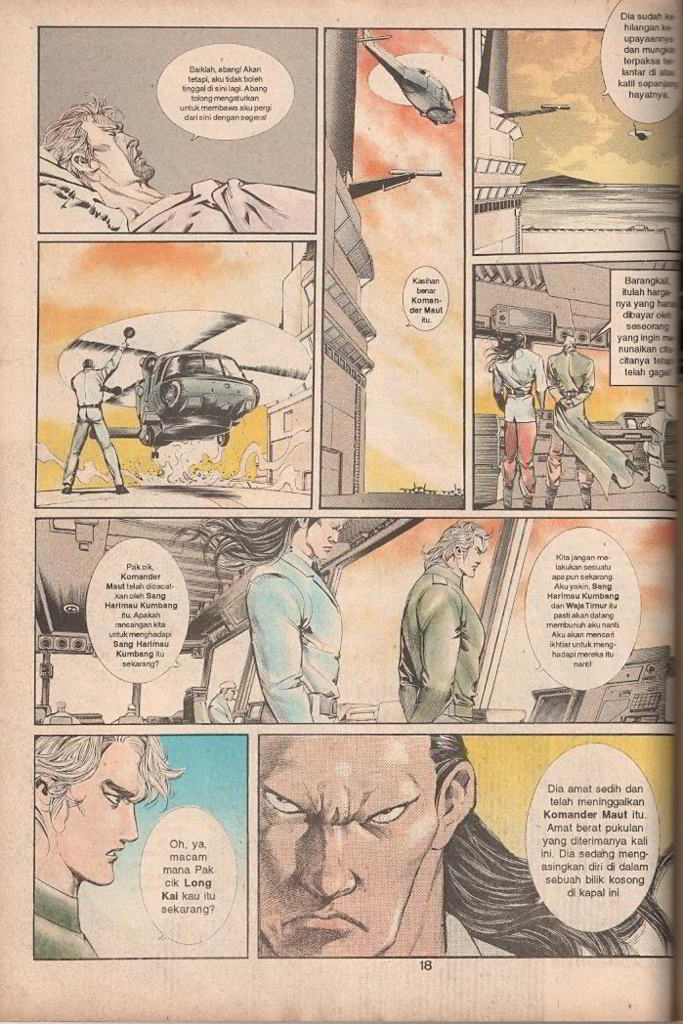 Baiklah, abang! Akan
tetapi, aku tidak boleh
tinggal di sini lagi. Abang
tolong mengaturkan
untuk membawa aku pergi
dari sini dengan segera!
Kasihan
benar
Koman-
der Maut
itu.
Dia sudah
hilangan
upayaannya
dan mungkin
terpaksa
lantar di atas
katil sepanjang
hayatnya.
Barangkali,
itulah harga-
nya yang harus
dibayar oleh
seseorang
yang ingin me-
nunaikan cita-
citanya tetapi
telah gagal!
Pak cik,
Komander
Maut telah dicacat-
kan oleh Sang
Harimau Kumbang
itu. Apakah
rancangan kita
untuk menghadapi
Sang Harimau
Kumbang itu
sekarang?
Kita jangan me-
lakukan sesuatu
apa pun sekarang.
Aku yakin, Sang
Harimau Kumbang
dan Waja Timur itu
pasti akan datang
membunuh aku nanti.
Aku akan mencari
ikhtiar untuk meng-
hadapi mereka itu
nanti!
Oh, ya,
macam
mana Pak
cik Long
Kai kau itu
sekarang?
Dia amat sedih dan
telah meninggalkan
Komander Maut itu.
Amat berat pukulan
yang diterimanya kali
ini. Dia sedang meng-
asingkan diri di dalam
sebuah bilik kosong
di kapal ini.
18